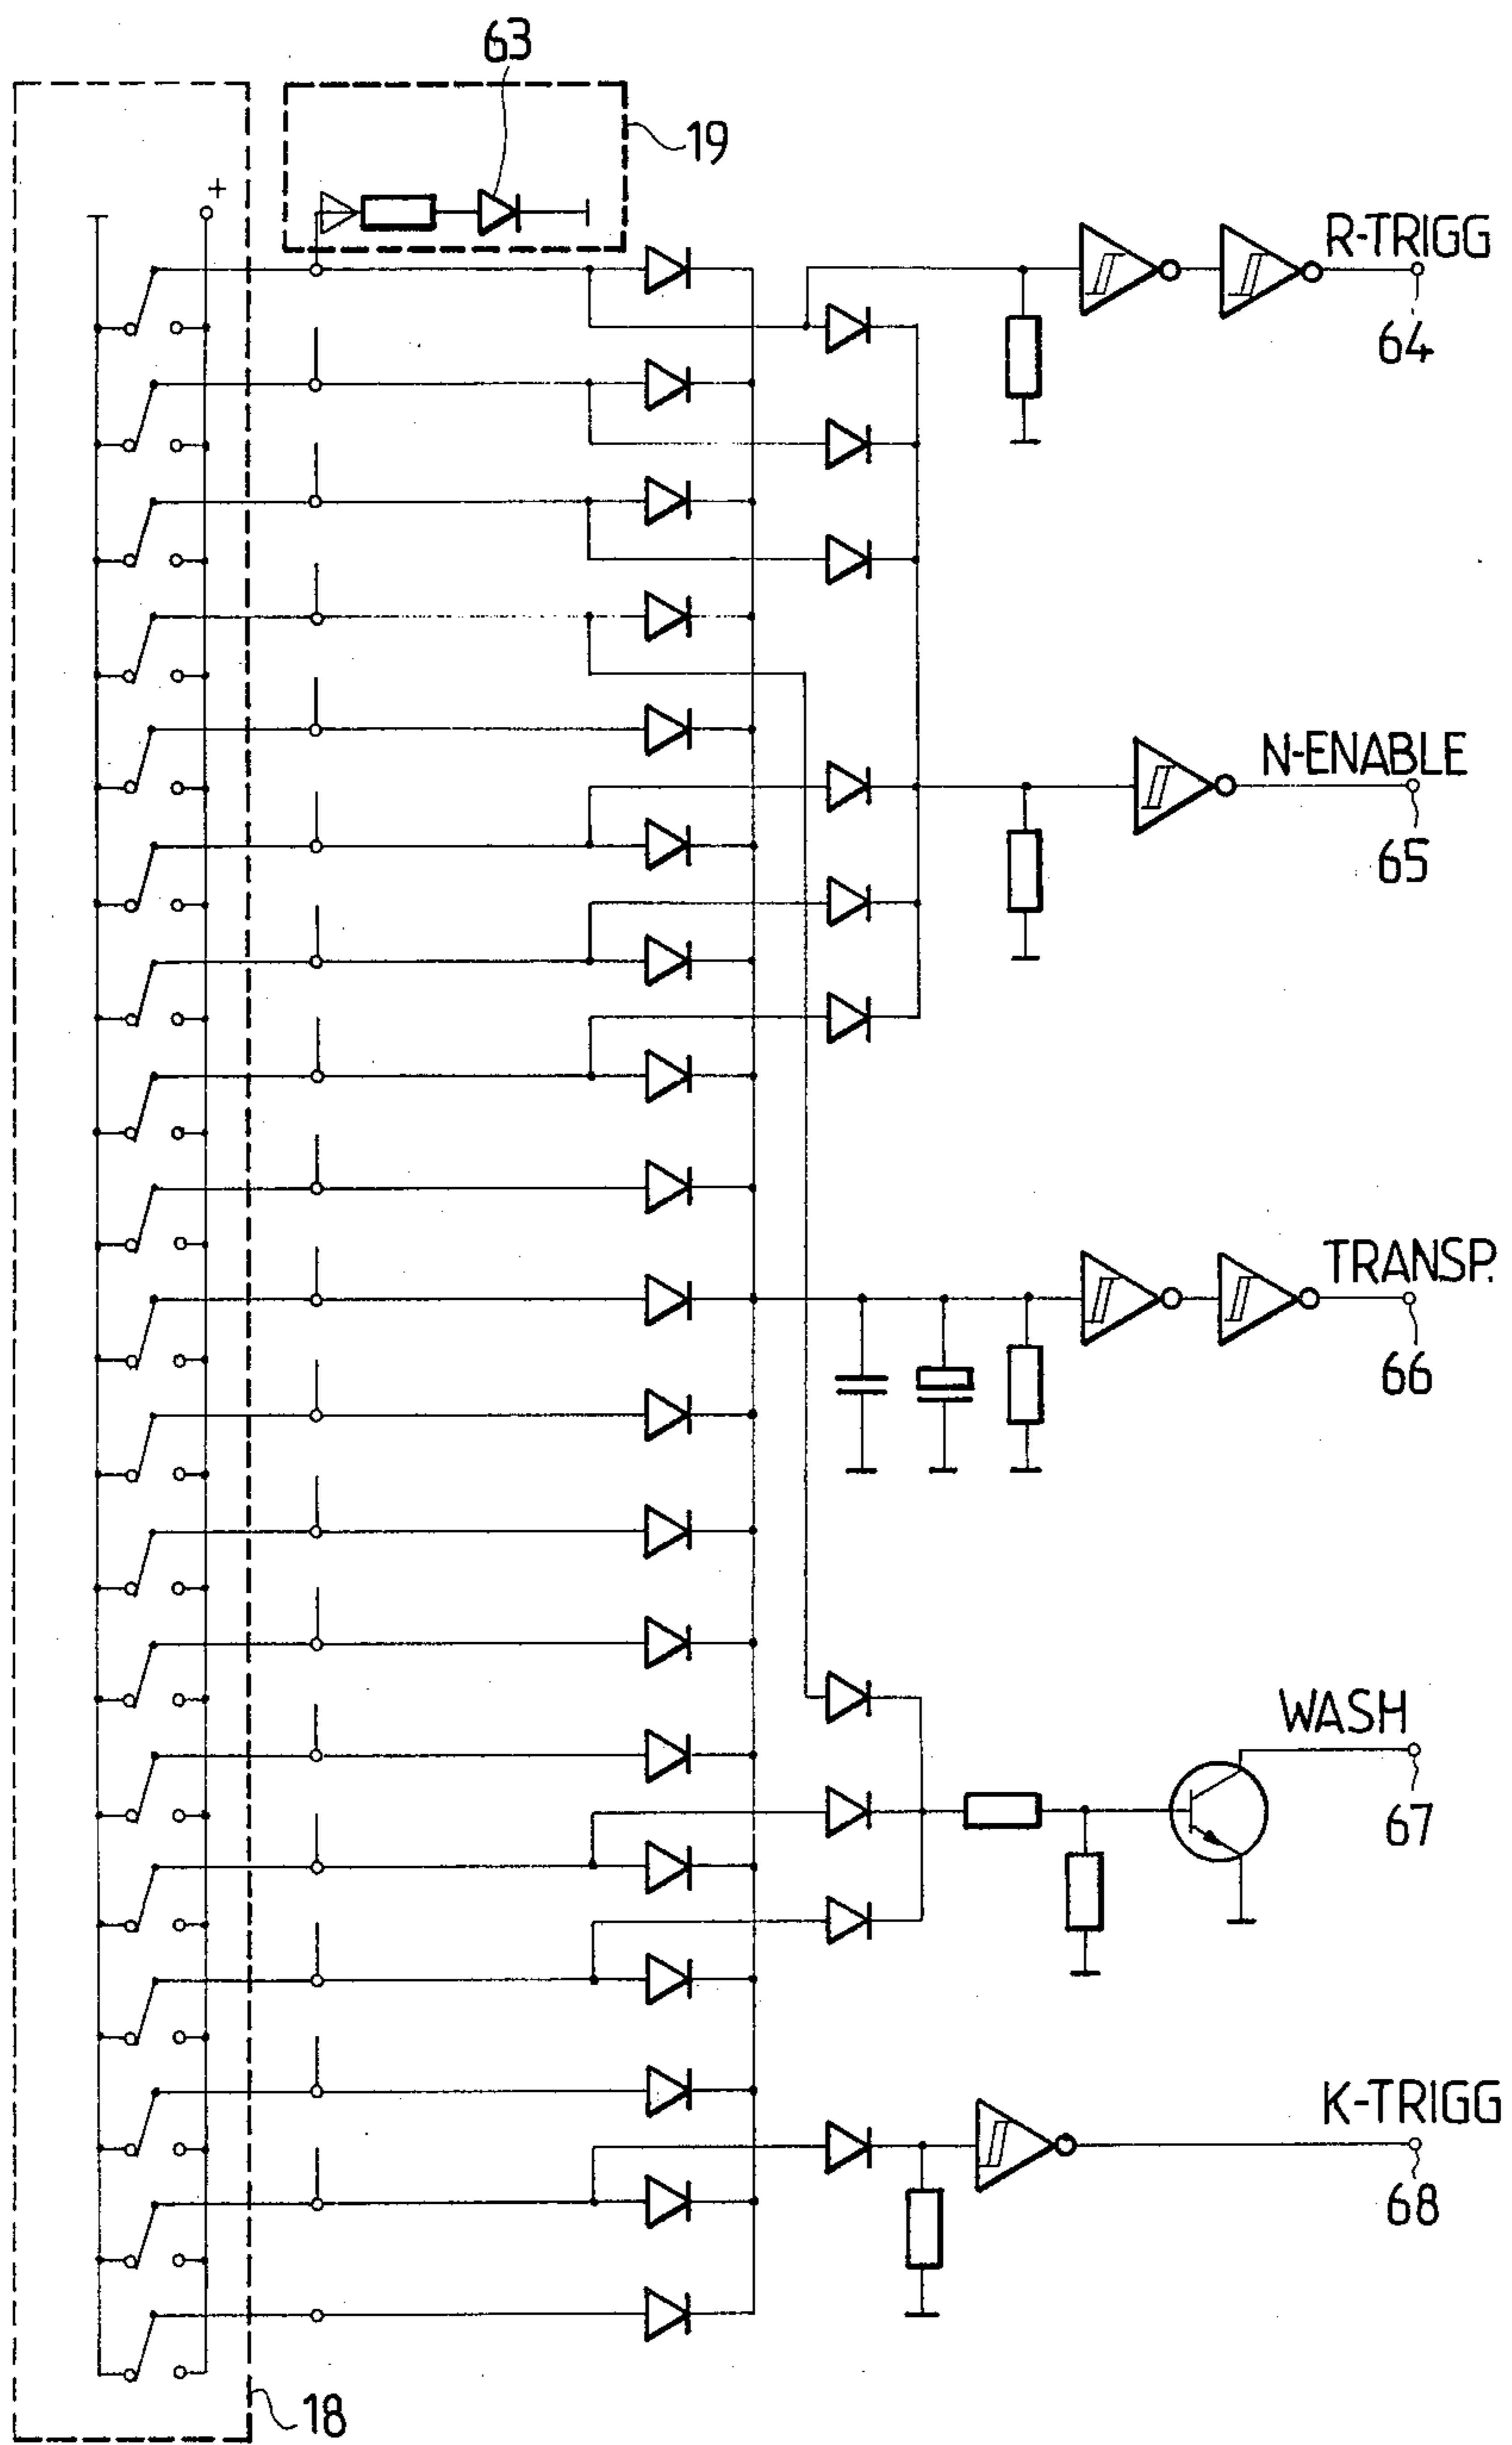 63
19
+
R-TRIGG
64
N-ENABLE
65
TRANSP.
66
WASH
67
K-TRIGG
68
18